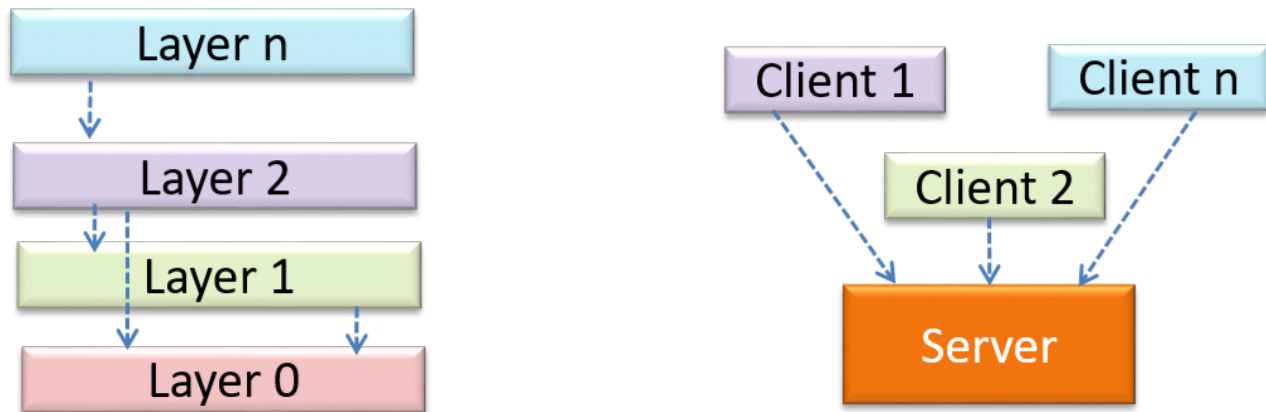 Layer n
Layer 2
Layer 1
Layer 0
Client 1
Client n
Client 2
Server